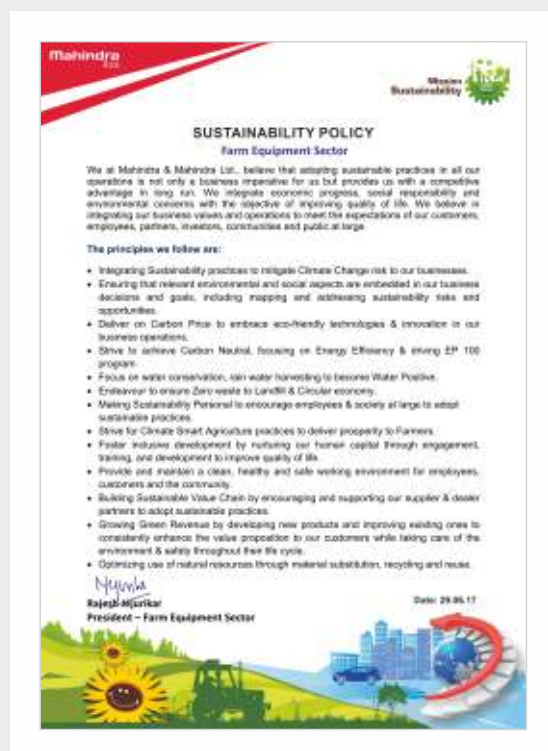 Mahindra
Rise
Mission
Sustainability
SUSTAINABILITY POLICY
Farm Equipment Sector
We at Mahindra & Mahindra Ltd., believe that adopting sustainable practices in all our
operations is not only a business imperative for us but provides us with a competitive
advantage in long run. We integrate economic progress, social responsibility and
environmental concerns with the objective of improving quality of life. We believe in
integrating our business values and operations to meet the expectations of our customers,
employees, partners, investors, communities and public at large.
The principles we follow are:
• Integrating Sustainability practices to mitigate Climate Change risk to our businesses.
• Ensuring that relevant environmental and social aspects are embedded in our business
decisions and goals, including mapping and addressing sustainability risks and
opportunities.
• Deliver on Carbon Price to embrace eco-friendly technologies & innovation in our
business operations.
• Strive to achieve Carbon Neutral, focusing on Energy Efficiency & driving EP 100
program.
• Focus on water conservation, rain water harvesting to become Water Positive.
• Endeavour to ensure Zero waste to Landfill & Circular economy.
• Making Sustainability Personal to encourage employees & society at large to adopt
sustainable practices.
• Strive for Climate Smart Agriculture practices to deliver prosperity to Farmers.
• Foster inclusive development by nurturing our human capital through engagement,
training, and development to improve quality of life.
• Provide and maintain a clean, healthy and safe working environment for employees,
customers and the community.
• Building Sustainable Value Chain by encouraging and supporting our supplier & dealer
partners to adopt sustainable practices.
• Growing Green Revenue by developing new products and improving existing ones to
consistently enhance the value proposition to our customers while taking care of the
environment & safety throughout their life cycle.
• Optimizing use of natural resources through material substitution, recycling and reuse.
Rajesh Jejurikar
Date: 29.06.17
President – Farm Equipment Sector